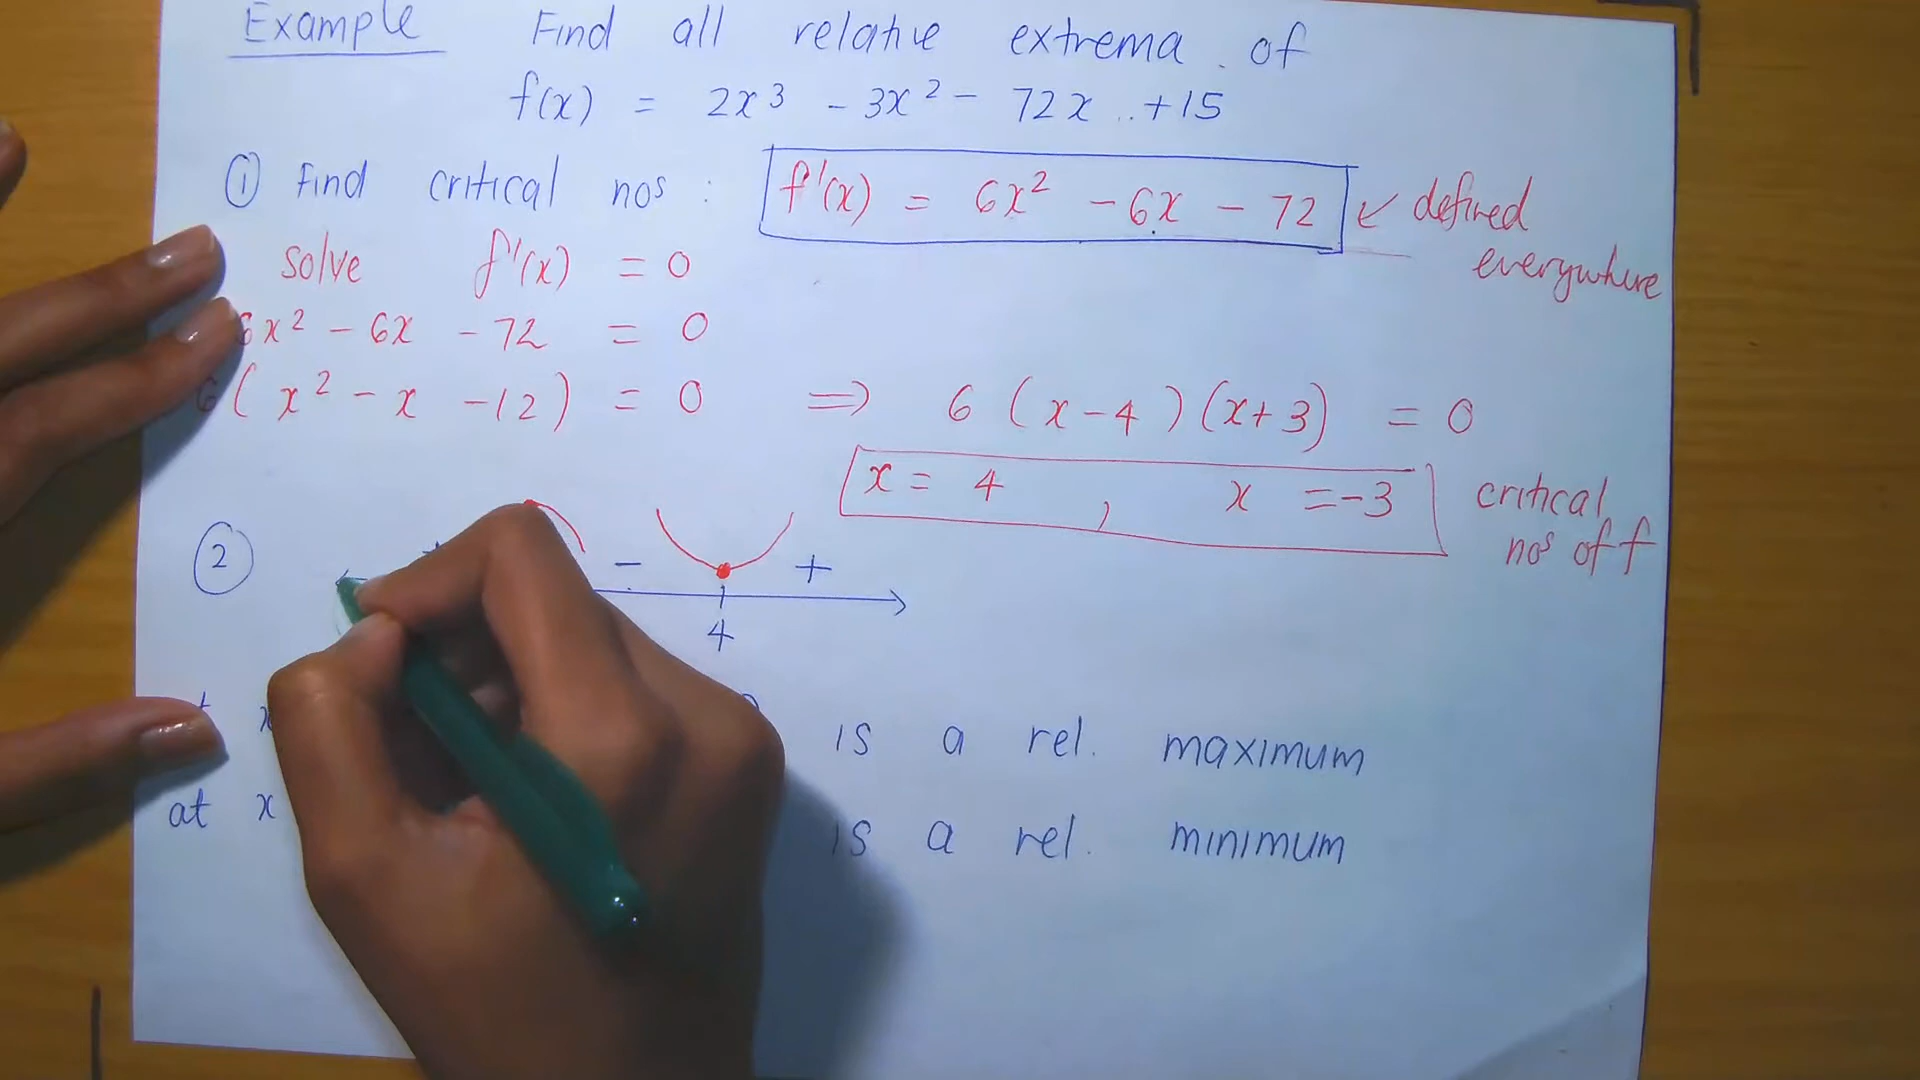 Example Find all relative extrema of
f(x) = 2x³ - 3x² - 72x +15
① Find critical nos : f'(x) = 6x² - 6x - 72 ↙ defined everywhere
solve f'(x) = 0
6x² - 6x - 72 = 0
6(x² - x - 12) = 0 ⇒ 6(x-4)(x+3) = 0
x = 4 , x = -3 critical nos of f
②
- +
4
x is a rel. maximum
at x is a rel. minimum